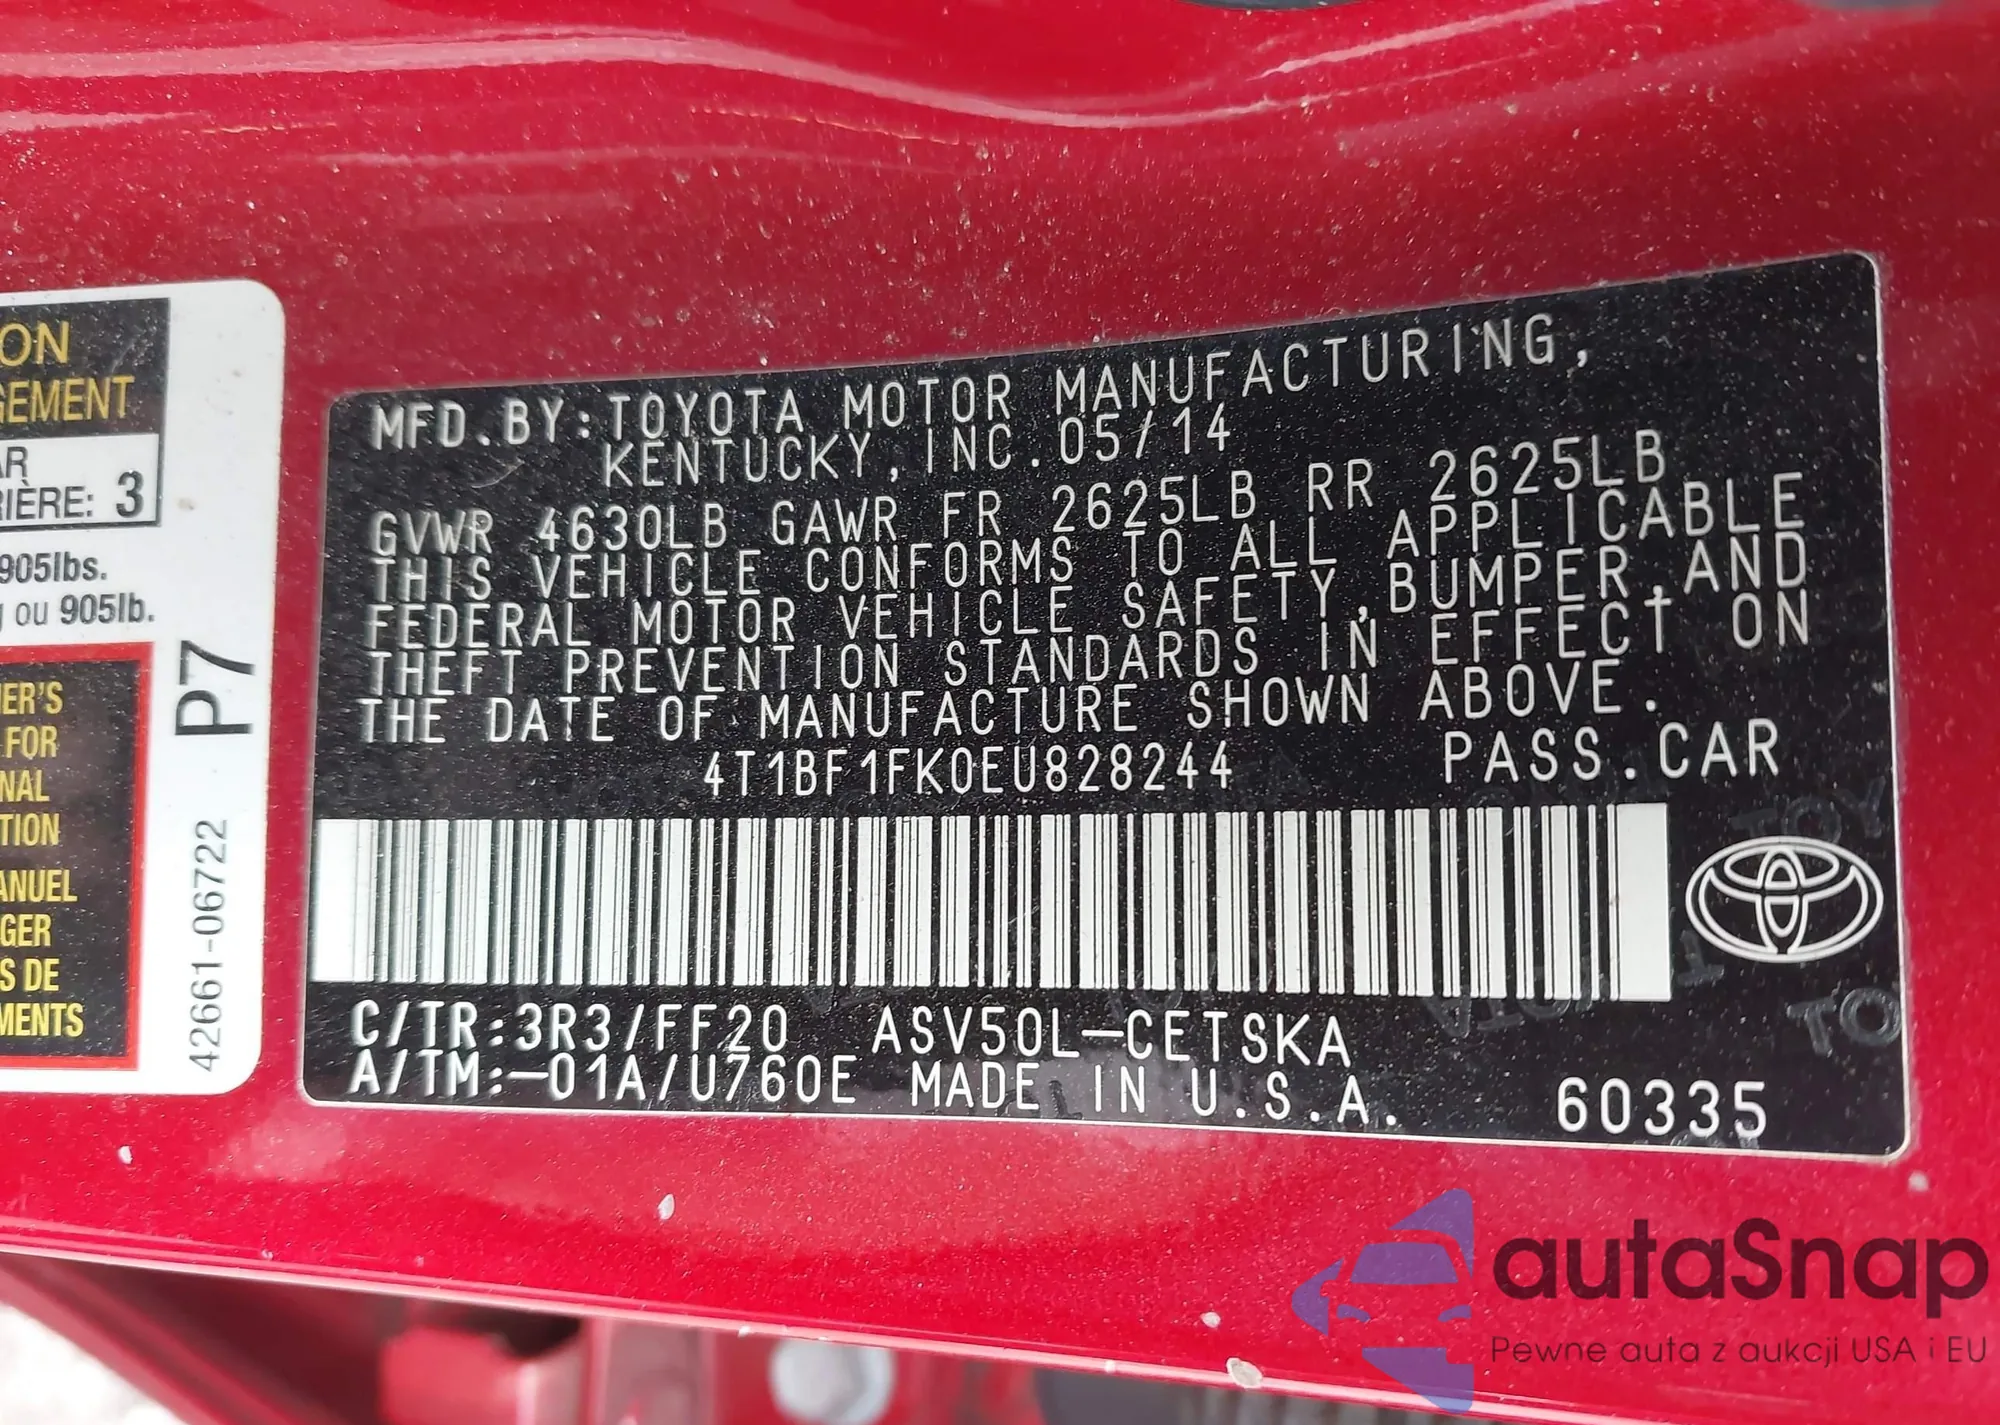 ON
GEMENT
AR
RIÈRE: 3
905lbs.
g ou 905lb.
ER'S
FOR
NAL
TION
ANUEL
GER
S DE
MENTS
P7
42661-06722
MFD.BY:TOYOTA MOTOR MANUFACTURING,
KENTUCKY,INC.05/14
GVWR 4630LB GAWR FR 2625LB RR 2625LB
THIS VEHICLE CONFORMS TO ALL APPLICABLE
FEDERAL MOTOR VEHICLE SAFETY,BUMPER,AND
THEFT PREVENTION STANDARDS IN EFFECT ON
THE DATE OF MANUFACTURE SHOWN ABOVE.
4T1BF1FK0EU828244 PASS.CAR
C/TR:3R3/FF20 ASV50L-CETSKA
A/TM:-01A/U760E MADE IN U.S.A. 60335
autaSnap
Pewne auta z aukcji USA i EU